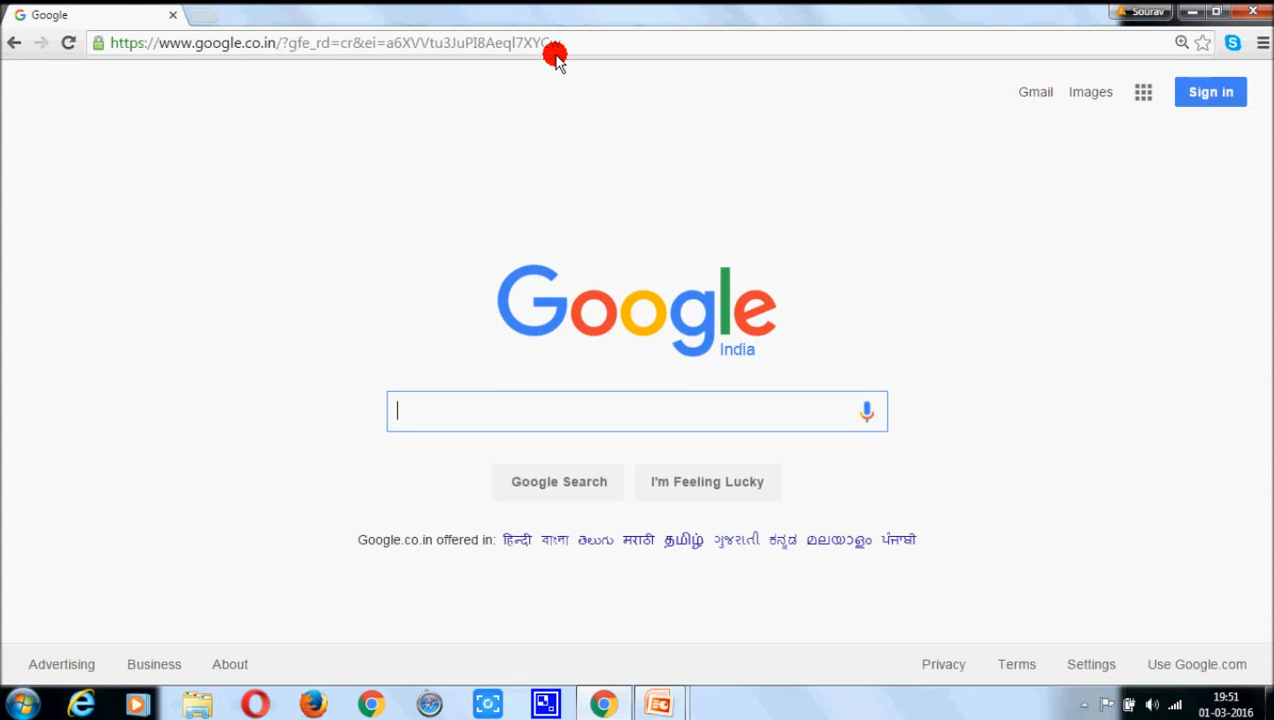 Google
Sourav
https://www.google.co.in/?gfe_rd=cr&ei=a6XVVtu3JuPI8Aeql7XYCw
Gmail Images Sign in
Google
India
Google Search I'm Feeling Lucky
Google.co.in offered in: हिन्दी বাংলা తెలుగు मराठी தமிழ் ગુજરાતી ಕನ್ನಡ മലയാളം ਪੰਜਾਬੀ
Advertising Business About Privacy Terms Settings Use Google.com
19:51
01-03-2016